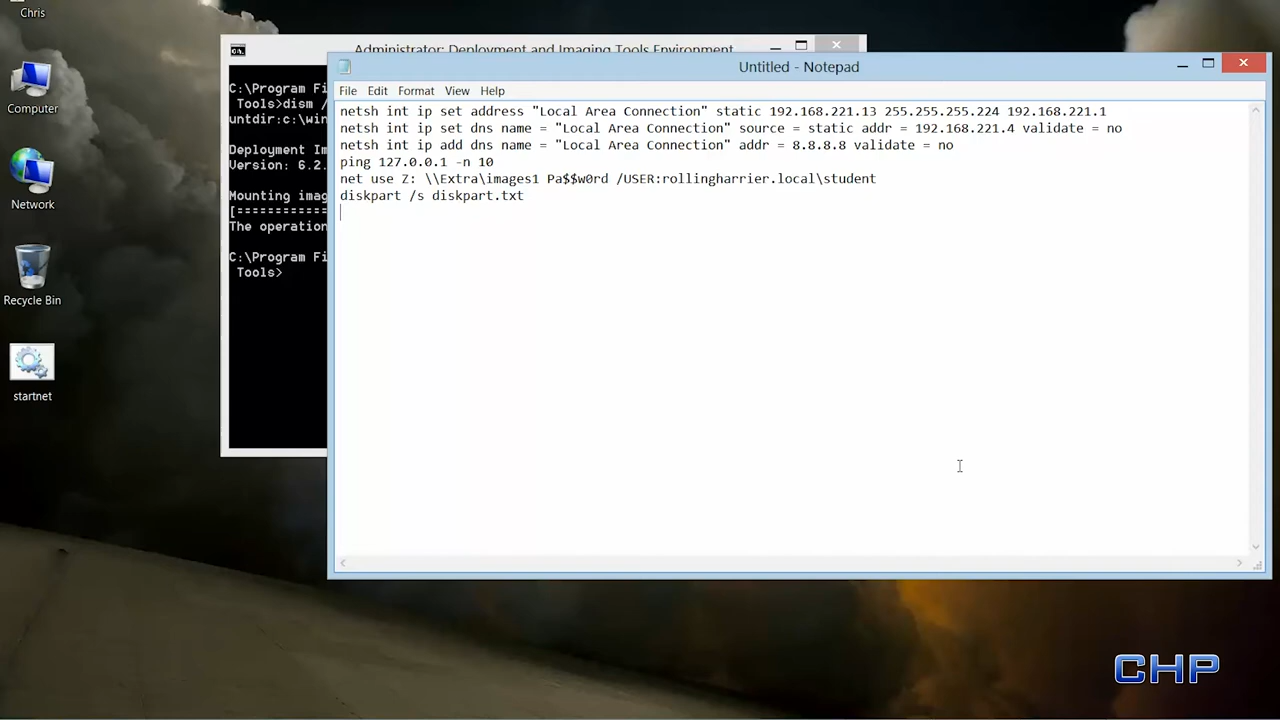 Chris
Computer
Network
Recycle Bin
startnet
Administrator: Deployment and Imaging Tools Environment
C:\Program Fi
Tools>dism /
untdir:c:\win
Deployment Im
Version: 6.2.
Mounting imag
[===========
The operation
C:\Program Fi
Tools>
Untitled - Notepad
File Edit Format View Help
netsh int ip set address "Local Area Connection" static 192.168.221.13 255.255.255.224 192.168.221.1
netsh int ip set dns name = "Local Area Connection" source = static addr = 192.168.221.4 validate = no
netsh int ip add dns name = "Local Area Connection" addr = 8.8.8.8 validate = no
ping 127.0.0.1 -n 10
net use Z: \\Extra\images1 Pa$$w0rd /USER:rollingharrier.local\student
diskpart /s diskpart.txt
CHP